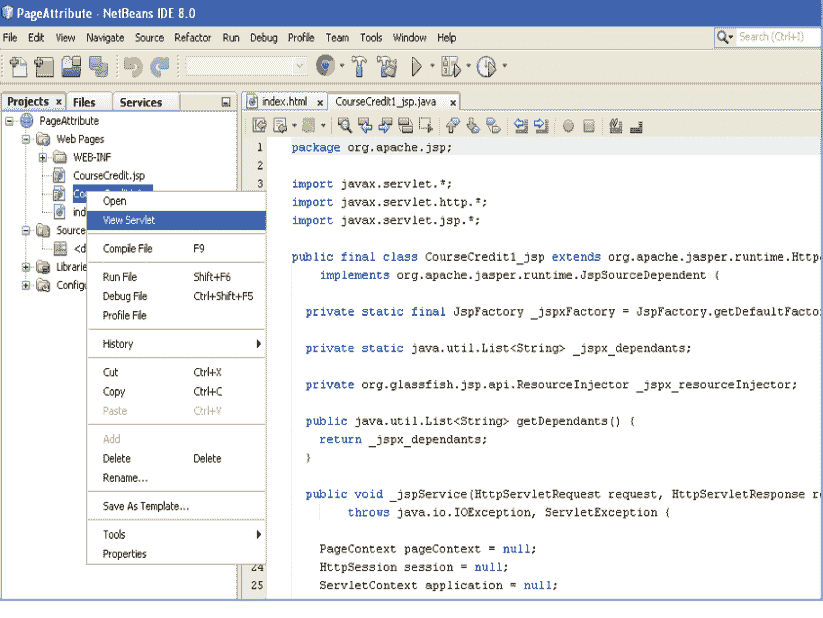 PageAttribute - NetBeans IDE 8.0
File Edit View Navigate Source Refactor Run Debug Profile Team Tools Window Help
Search (Ctrl+I)
Projects x Files Services
index.html x CourseCredit1_jsp.java x
PageAttribute
Web Pages
WEB-INF
CourseCredit.jsp
Open
View Servlet
Compile File F9
Run File Shift+F6
Debug File Ctrl+Shift+F5
Profile File
History
Cut Ctrl+X
Copy Ctrl+C
Paste Ctrl+V
Add
Delete Delete
Rename...
Save As Template...
Tools
Properties
Source
<d
Librarie
Configu
1 package org.apache.jsp;
2
3 import javax.servlet.*;
import javax.servlet.http.*;
import javax.servlet.jsp.*;
public final class CourseCredit1_jsp extends org.apache.jasper.runtime.Http
implements org.apache.jasper.runtime.JspSourceDependent {
private static final JspFactory _jspxFactory = JspFactory.getDefaultFactor
private static java.util.List<String> _jspx_dependants;
private org.glassfish.jsp.api.ResourceInjector _jspx_resourceInjector;
public java.util.List<String> getDependants() {
return _jspx_dependants;
}
public void _jspService(HttpServletRequest request, HttpServletResponse re
throws java.io.IOException, ServletException {
PageContext pageContext = null;
24 HttpSession session = null;
25 ServletContext application = null;